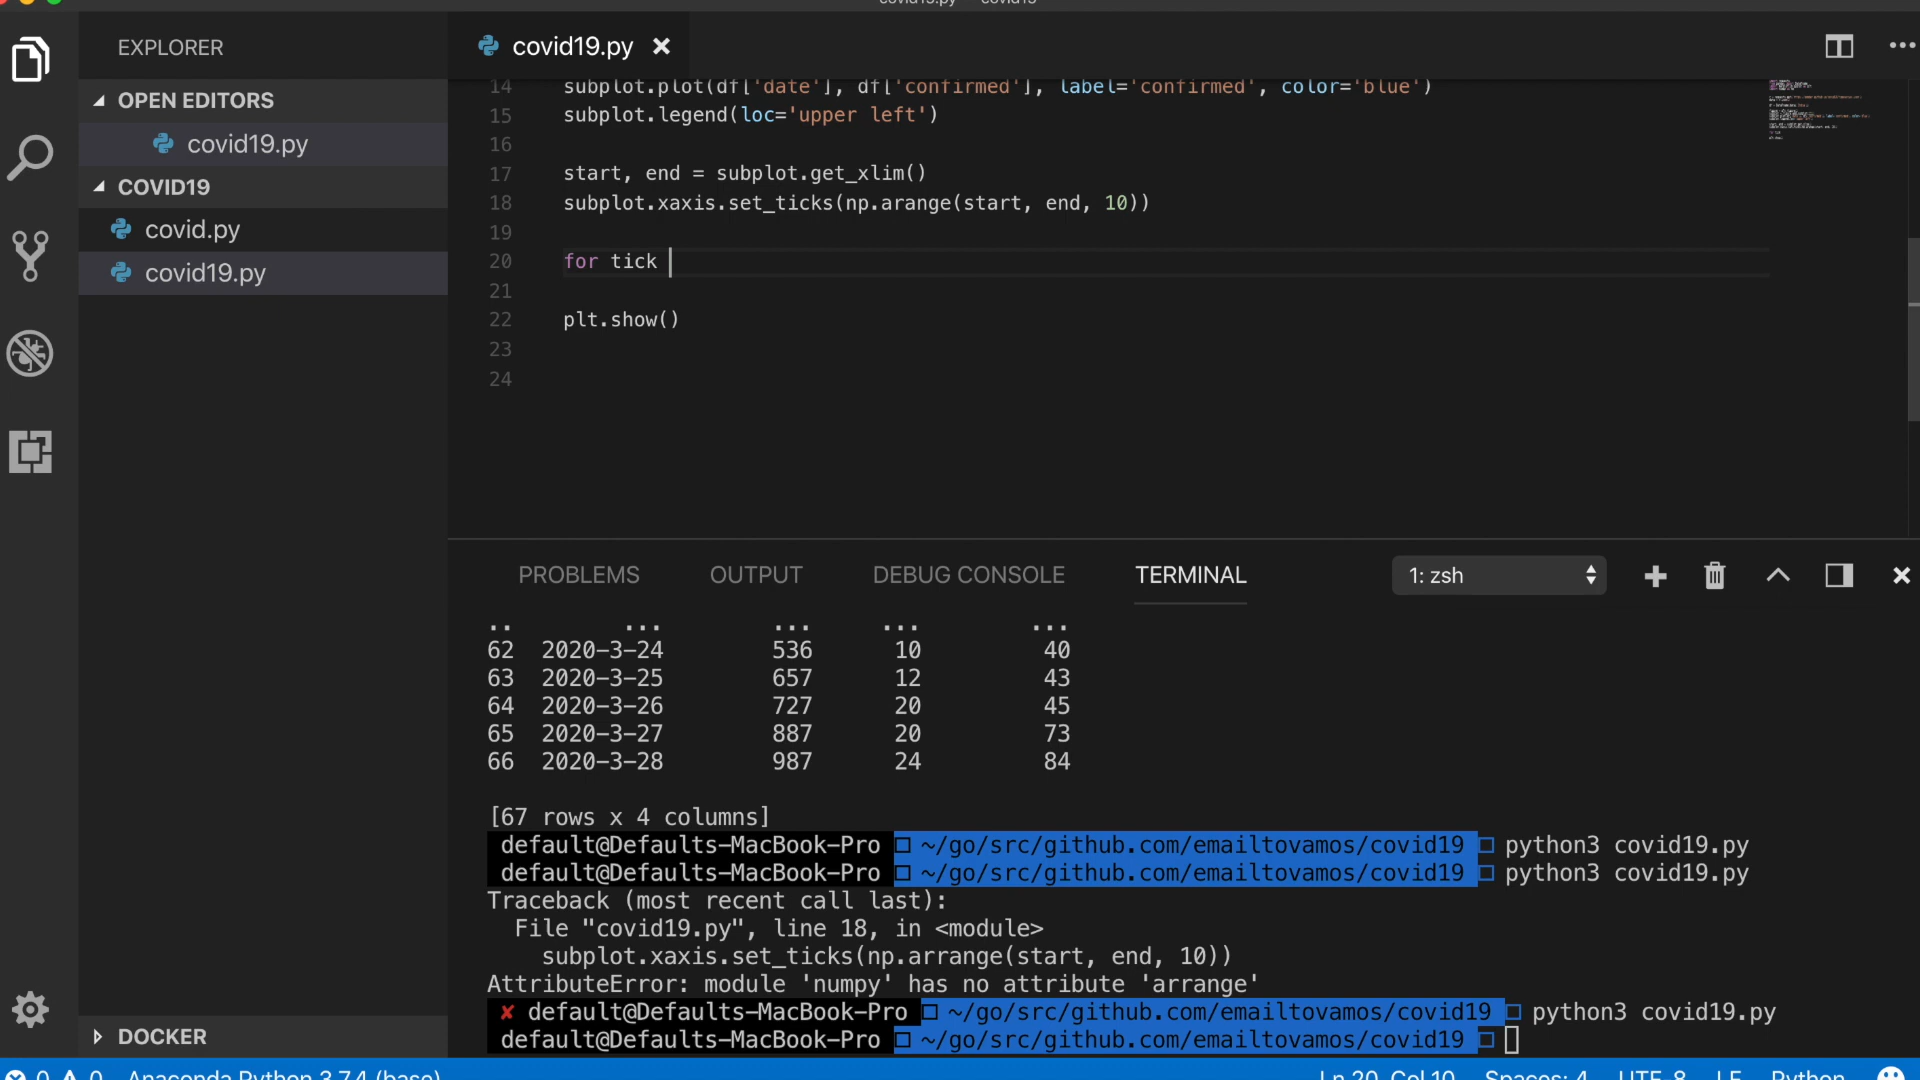 EXPLORER
OPEN EDITORS
covid19.py
COVID19
covid.py
covid19.py
DOCKER
covid19.py
14 subplot.plot(df['date'], df['confirmed'], label='confirmed', color='blue')
15 subplot.legend(loc='upper left')
16
17 start, end = subplot.get_xlim()
18 subplot.xaxis.set_ticks(np.arange(start, end, 10))
19
20 for tick
21
22 plt.show()
23
24
PROBLEMS OUTPUT DEBUG CONSOLE TERMINAL 1: zsh
.. ... ... ... ...
62 2020-3-24 536 10 40
63 2020-3-25 657 12 43
64 2020-3-26 727 20 45
65 2020-3-27 887 20 73
66 2020-3-28 987 24 84
[67 rows x 4 columns]
default@Defaults-MacBook-Pro ~/go/src/github.com/emailtovamos/covid19 python3 covid19.py
default@Defaults-MacBook-Pro ~/go/src/github.com/emailtovamos/covid19 python3 covid19.py
Traceback (most recent call last):
File "covid19.py", line 18, in <module>
subplot.xaxis.set_ticks(np.arrange(start, end, 10))
AttributeError: module 'numpy' has no attribute 'arrange'
✘ default@Defaults-MacBook-Pro ~/go/src/github.com/emailtovamos/covid19 python3 covid19.py
default@Defaults-MacBook-Pro ~/go/src/github.com/emailtovamos/covid19
0 0 Anaconda Python 3.7.4 (base) Ln 20, Col 10 Spaces: 4 UTF-8 LF Python